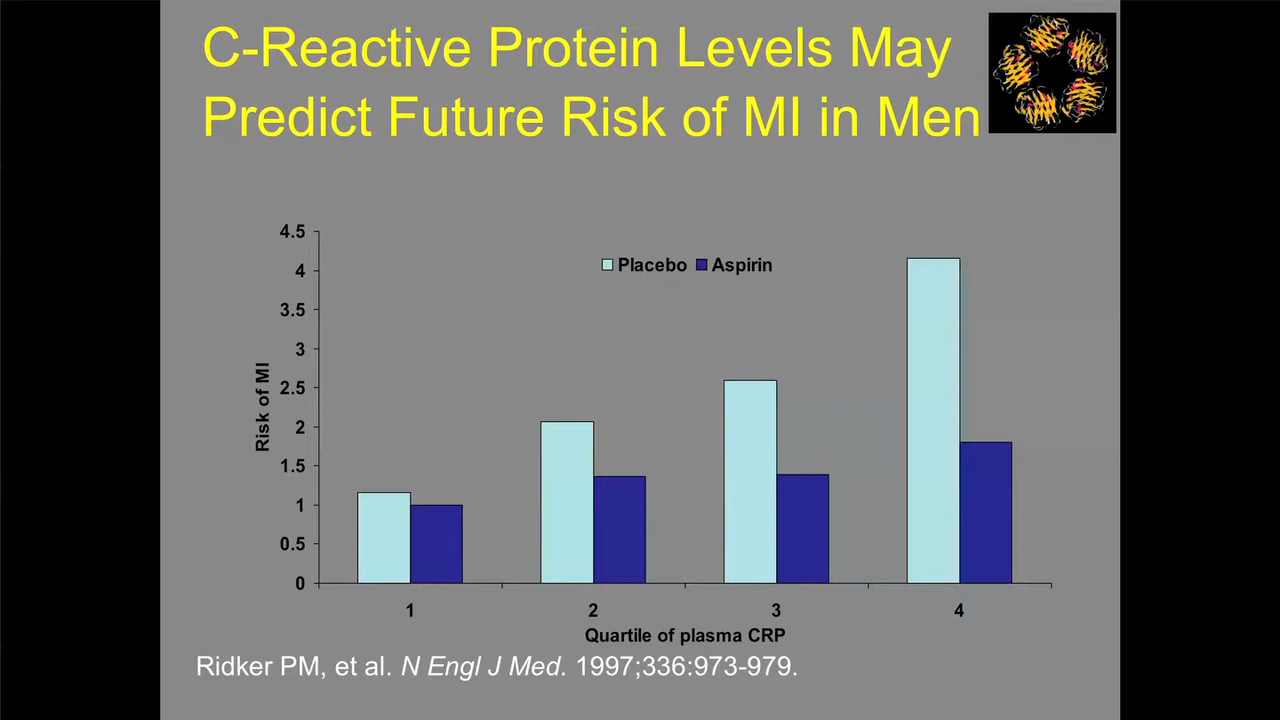 C-Reactive Protein Levels May
Predict Future Risk of MI in Men
4.5
4
3.5
3
2.5
2
1.5
1
0.5
0
Risk of MI
Placebo Aspirin
1 2 3 4
Quartile of plasma CRP
Ridker PM, et al. N Engl J Med. 1997;336:973-979.